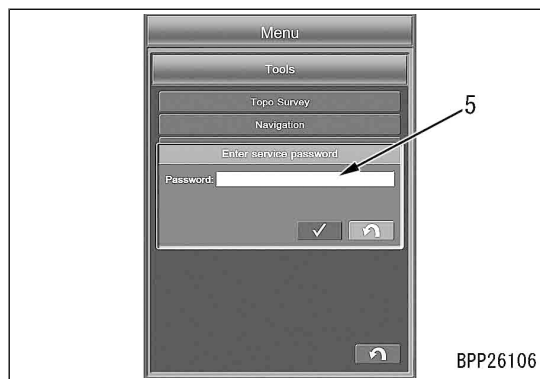 Menu
Tools
Topo Survey
Navigation
Enter service password
Password:
5
BPP26106